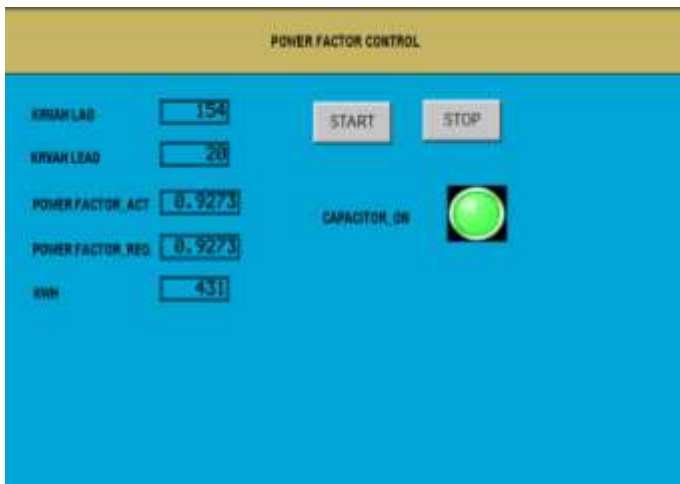 POWER FACTOR CONTROL
KRVAH LAG 154
START
STOP
KRVAH LEAD 20
POWER FACTOR_ACT 0.9273
CAPACITOR_ON
POWER FACTOR_REQ 0.9273
KWH 431